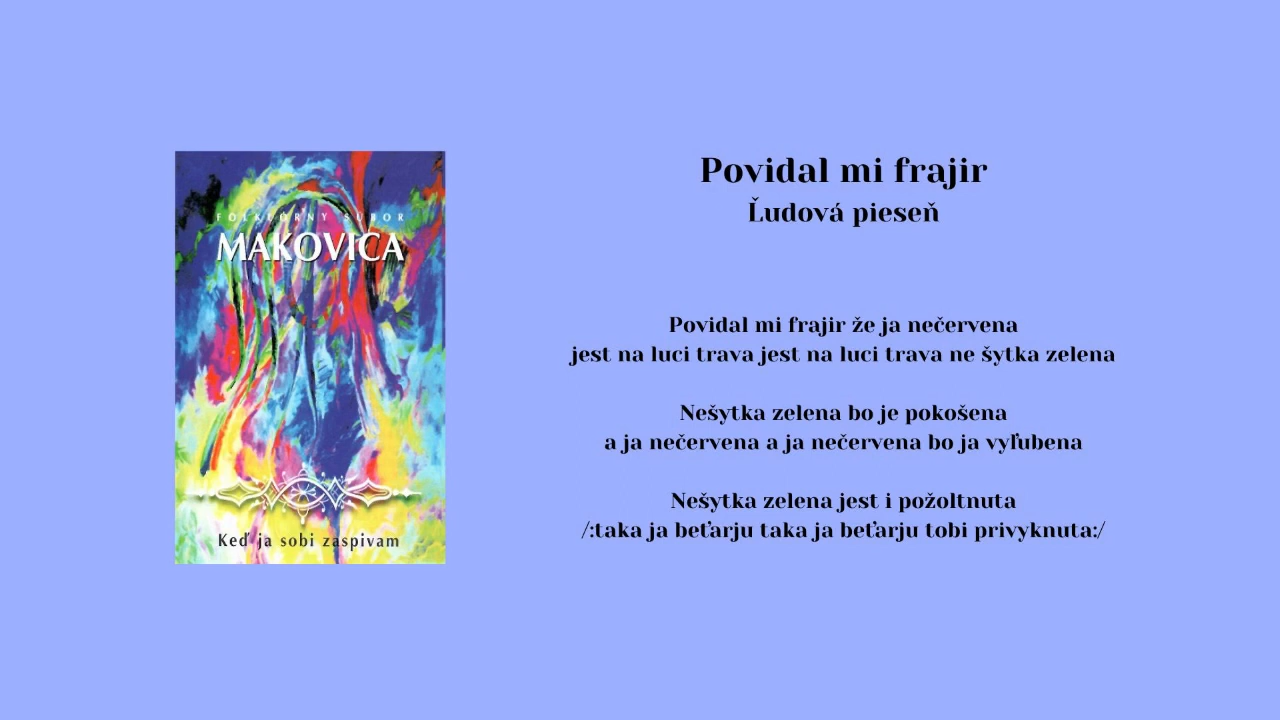 FOLKLÓRNY SÚBOR
MAKOVICA
Keď ja sobi zaspivam
Povidal mi frajir
Ľudová pieseň
Povidal mi frajir že ja nečervena
jest na luci trava jest na luci trava ne šytka zelena
Nešytka zelena bo je pokošena
a ja nečervena a ja nečervena bo ja vyľubena
Nešytka zelena jest i požoltnuta
/:taka ja beťarju taka ja beťarju tobi privyknuta:/